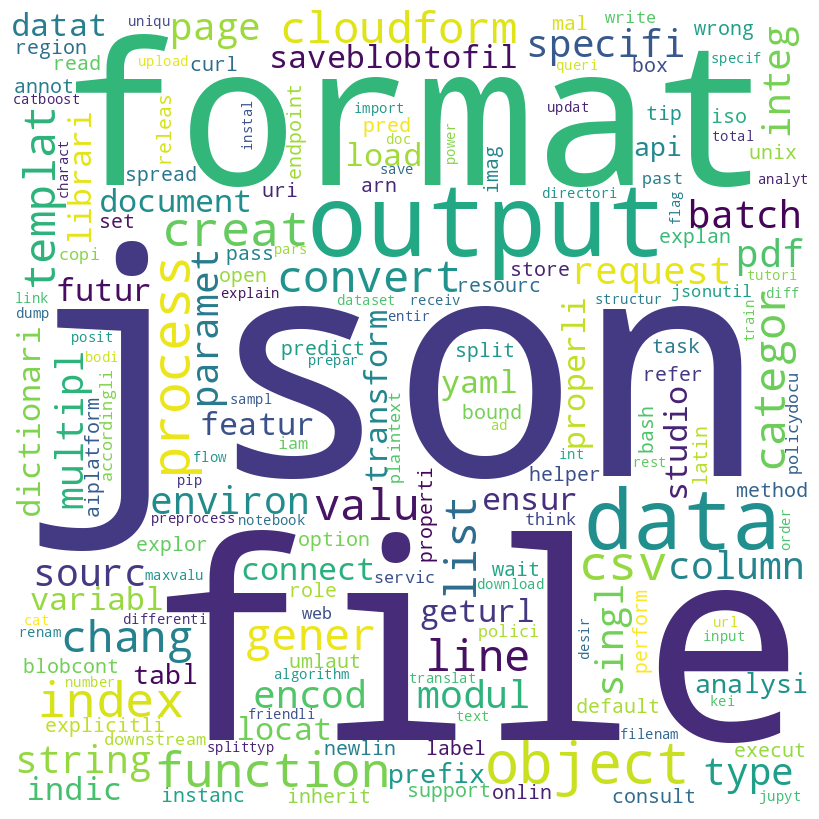 datat
uniqu
page
cloudform
mal
write
wrong
region
read
upload
curl
saveblobtofil
specifi
queri
box
specif
integ
annot
catboost
format
import
updat
tip
iso
total
templat
charact
librari
releas
instal
endpoint
pred
doc
save
load
power
imag
api
unix
spread
uri
arn
directori
flag
past
analyt
document
set
creat
output
batch
copi
pass
open
pars
convert
store
resourc
request
explan
pdf
tutori
link
dump
futur
explain
dataset
receiv
entir
structur
jsonutil
diff
json
process
paramet
transform
properli
train
categor
posit
bodi
predict
prepar
split
yaml
task
refer
dictionari
multipl
aiplatform
accordingli
featur
sampl
iam
flow
plaintext
bound
ad
int
helper
studio
bash
rest
latin
policydocu
method
pip
environ
preprocess
notebook
valu
properti
list
ensur
think
data
order
explor
option
sourc
maxvalu
connect
servic
wait
download
csv
column
file
variabl
cat
renam
differenti
role
web
geturl
polici
desir
singl
perform
url
input
chang
gener
umlaut
line
blobcont
tabl
algorithm
translat
modul
analysi
kei
number
index
encod
text
default
explicitli
friendli
locat
filenam
downstream
splittyp
newlin
label
execut
string
function
prefix
object
type
indic
instanc
inherit
support
onlin
consult
jupyt